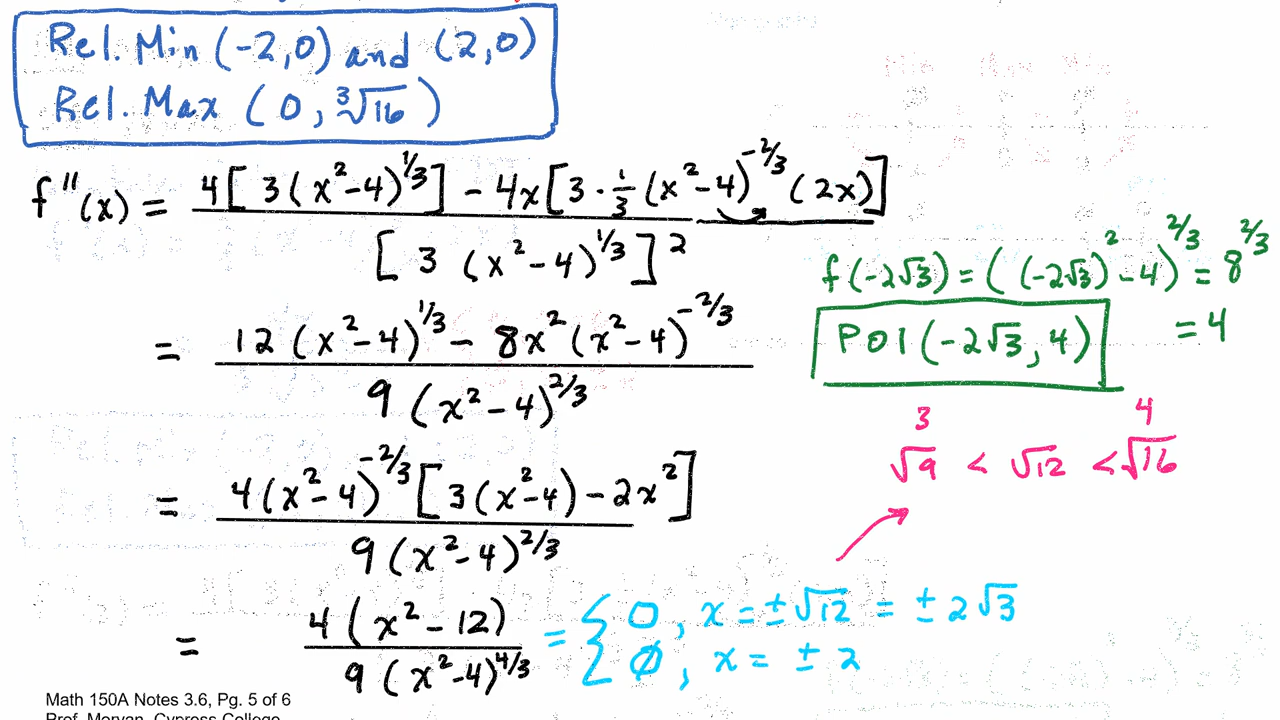 Rel. Min (-2,0) and (2,0)
Rel. Max (0, ∛16)
f''(x) = 4[3(x²-4)^{1/3}] - 4x[3·1/3(x²-4)^{-2/3}(2x)]
[3(x²-4)^{1/3}]²
= 12(x²-4)^{1/3} - 8x²(x²-4)^{-2/3}
9(x²-4)^{2/3}
= 4(x²-4)^{-2/3}[3(x²-4)-2x²]
9(x²-4)^{2/3}
= 4(x²-12)
9(x²-4)^{4/3}
= { 0, x = ±√12 = ±2√3
∅, x = ±2
f(-2√3) = ((-2√3)²-4)^{2/3} = 8^{2/3}
= 4
POI(-2√3, 4)
3 4
√9 < √12 < √16
Math 150A Notes 3.6, Pg. 5 of 6
Prof. Morvan, Cypress College